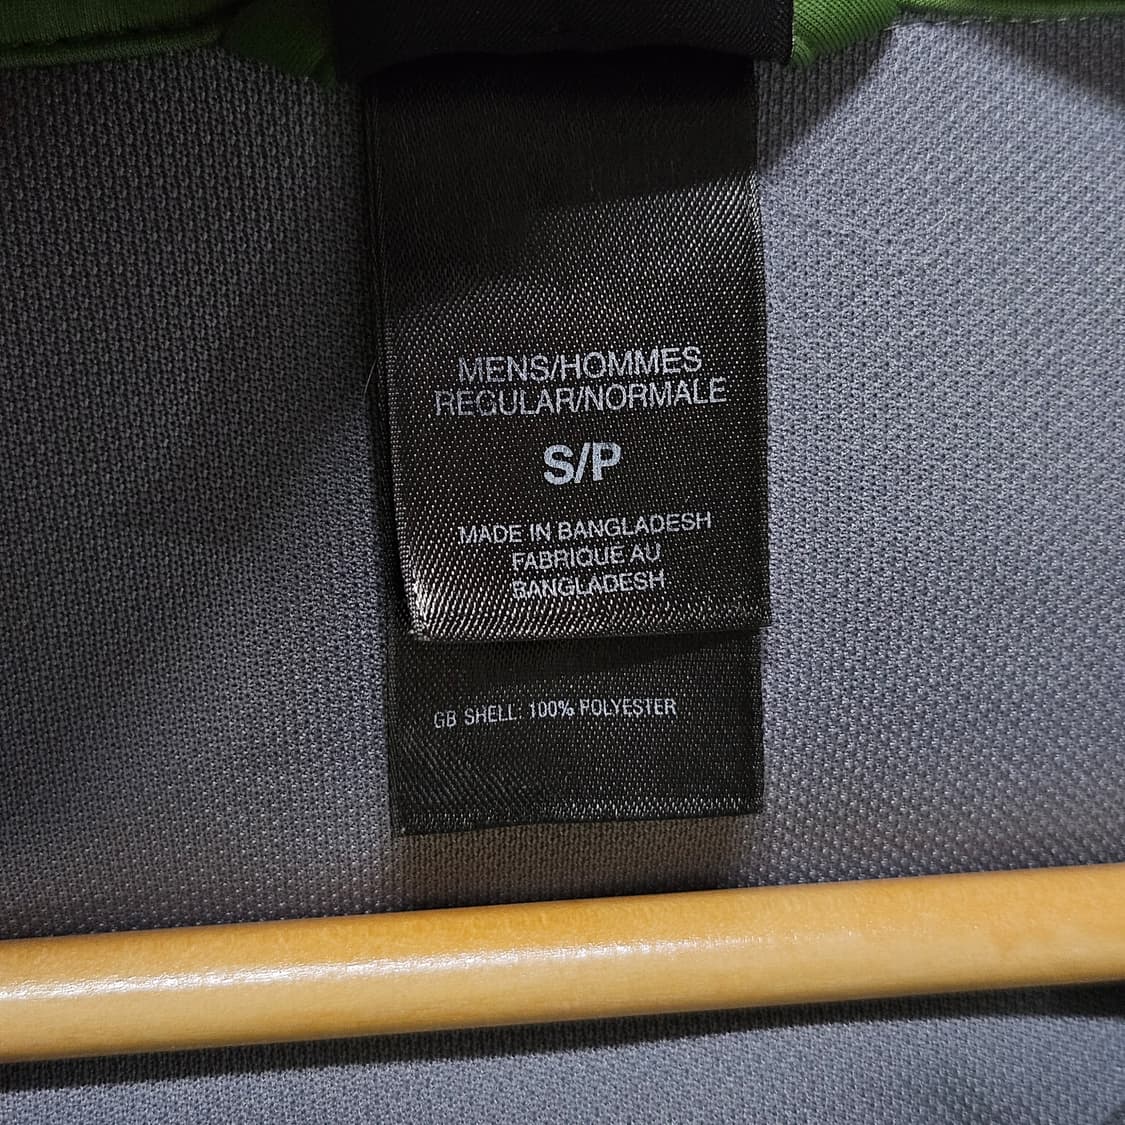 MENS/HOMMES
REGULAR/NORMALE
S/P
MADE IN BANGLADESH
FABRIQUE AU
BANGLADESH
GB SHELL: 100% POLYESTER